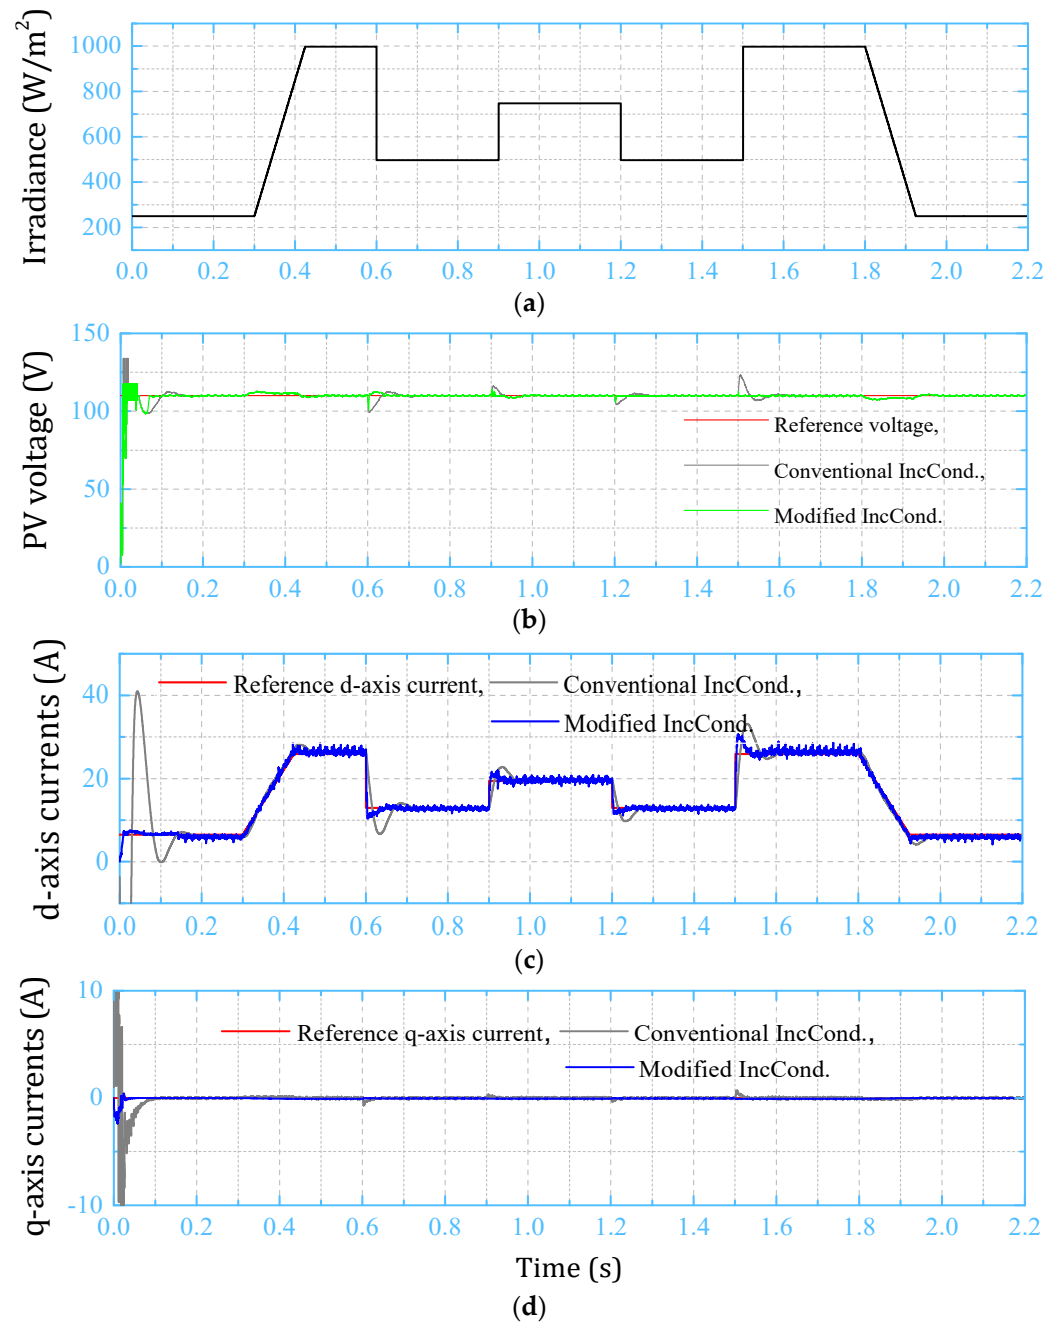 Irradiance (W/m²)
1000
800
600
400
200
0.0 0.2 0.4 0.6 0.8 1.0 1.2 1.4 1.6 1.8 2.0 2.2
(a)
PV voltage (V)
150
100
50
0
Reference voltage,
Conventional IncCond.,
Modified IncCond.
0.0 0.2 0.4 0.6 0.8 1.0 1.2 1.4 1.6 1.8 2.0 2.2
(b)
d-axis currents (A)
40
20
0
Reference d-axis current, Conventional IncCond.,
Modified IncCond.
0.0 0.2 0.4 0.6 0.8 1.0 1.2 1.4 1.6 1.8 2.0 2.2
(c)
q-axis currents (A)
10
0
-10
Reference q-axis current, Conventional IncCond.,
Modified IncCond.
0.0 0.2 0.4 0.6 0.8 1.0 1.2 1.4 1.6 1.8 2.0 2.2
Time (s)
(d)